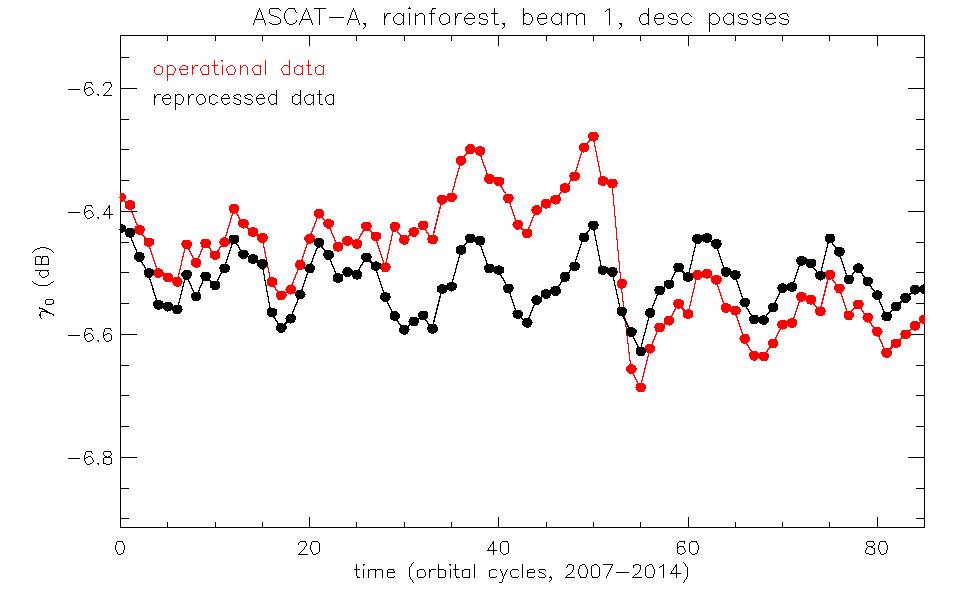 ASCAT-A, rainforest, beam 1, desc passes
operational data
reprocessed data
-6.2
-6.4
-6.6
-6.8
γ0 (dB)
0 20 40 60 80
time (orbital cycles, 2007-2014)